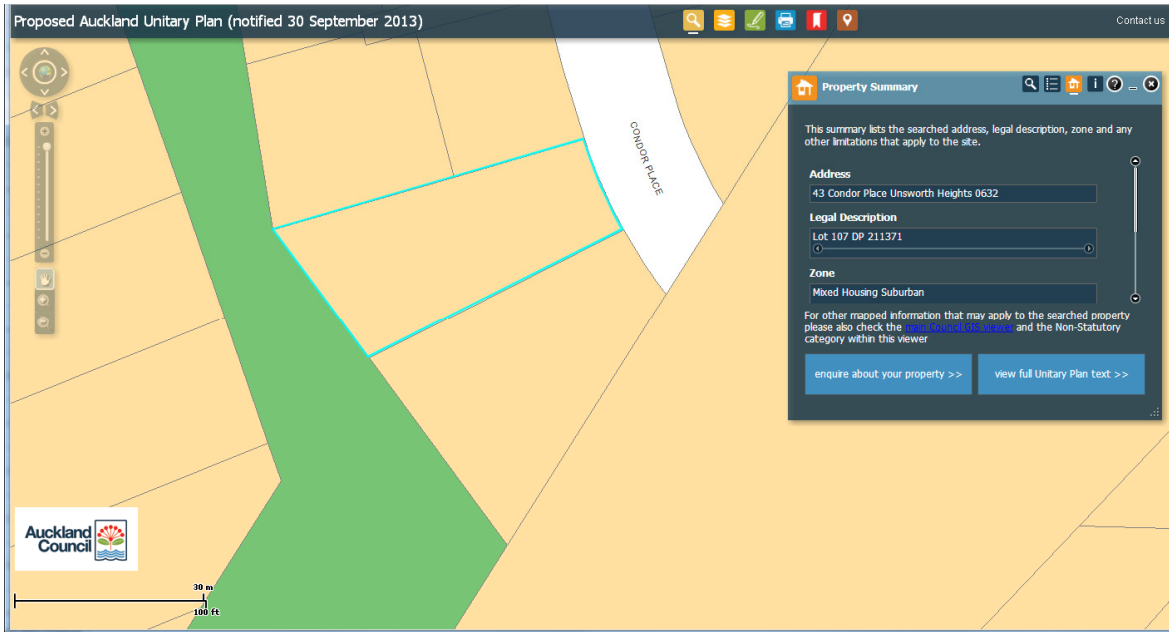 Proposed Auckland Unitary Plan (notified 30 September 2013)
Contact us
CONDOR PLACE
Property Summary
This summary lists the searched address, legal description, zone and any
other limitations that apply to the site.
Address
43 Condor Place Unsworth Heights 0632
Legal Description
Lot 107 DP 211371
Zone
Mixed Housing Suburban
For other mapped information that may apply to the searched property
please also check the main Council GIS viewer and the Non-Statutory
category within this viewer
enquire about your property >>
view full Unitary Plan text >>
Auckland
Council
30 m
100 ft